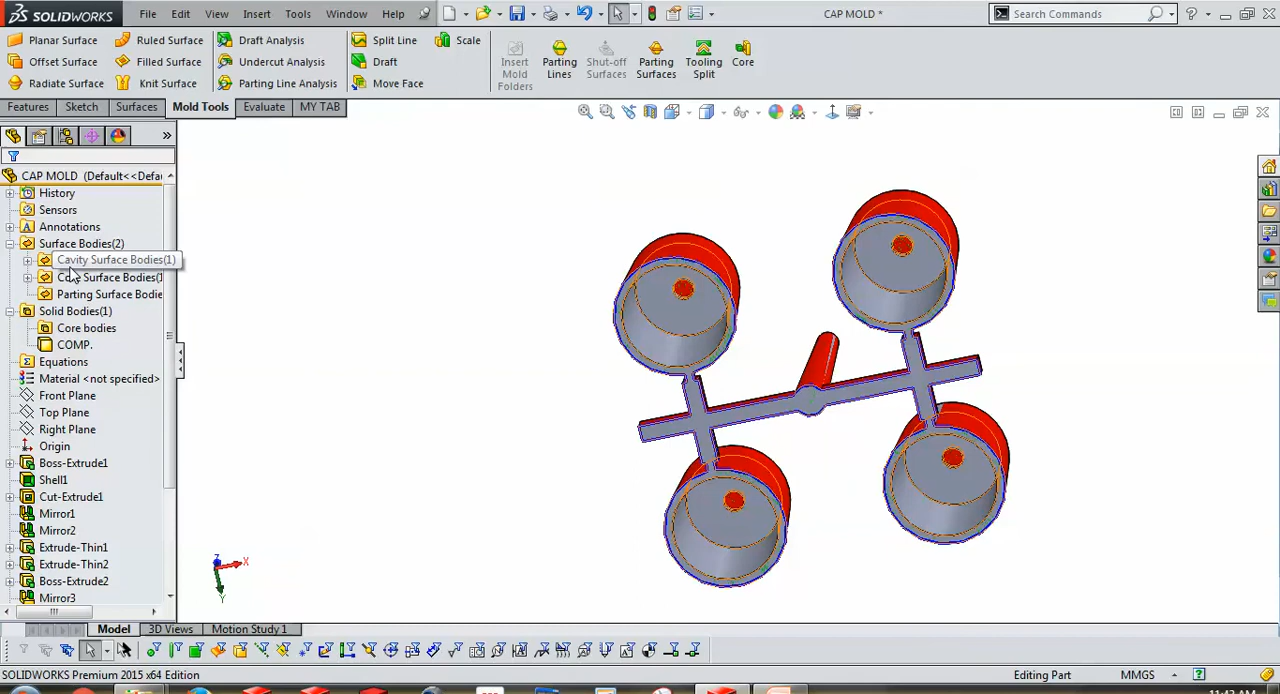 SOLIDWORKS File Edit View Insert Tools Window Help CAP MOLD * Search Commands
Planar Surface Ruled Surface Draft Analysis Split Line Scale
Offset Surface Filled Surface Undercut Analysis Draft
Radiate Surface Knit Surface Parting Line Analysis Move Face
Insert Mold Folders Parting Lines Shut-off Surfaces Parting Surfaces Tooling Split Core
Features Sketch Surfaces Mold Tools Evaluate MY TAB
CAP MOLD (Default<<Defau
History
Sensors
Annotations
Surface Bodies(2)
Cavity Surface Bodies(1)
Core Surface Bodies(1
Parting Surface Bodie
Solid Bodies(1)
Core bodies
COMP.
Equations
Material <not specified>
Front Plane
Top Plane
Right Plane
Origin
Boss-Extrude1
Shell1
Cut-Extrude1
Mirror1
Mirror2
Extrude-Thin1
Extrude-Thin2
Boss-Extrude2
Mirror3
Z X Y
Model 3D Views Motion Study 1
SOLIDWORKS Premium 2015 x64 Edition Editing Part MMGS